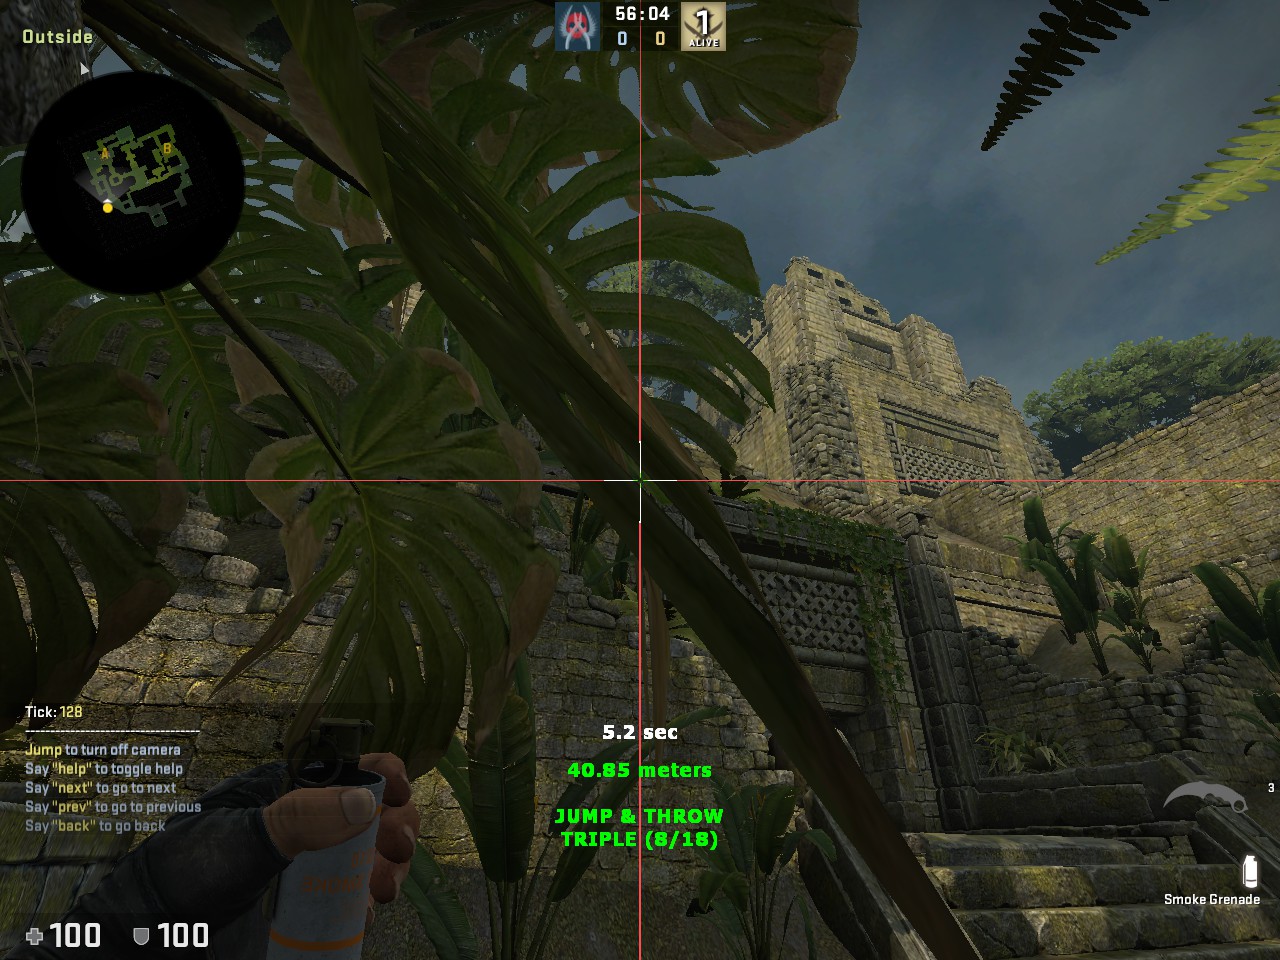 56:04
0 0
1
ALIVE
Outside
A B
5.2 sec
40.85 meters
JUMP & THROW
TRIPLE (8/18)
Tick: 128
Jump to turn off camera
Say "help" to toggle help
Say "next" to go to next
Say "prev" to go to previous
Say "back" to go back
3
Smoke Grenade
100 100